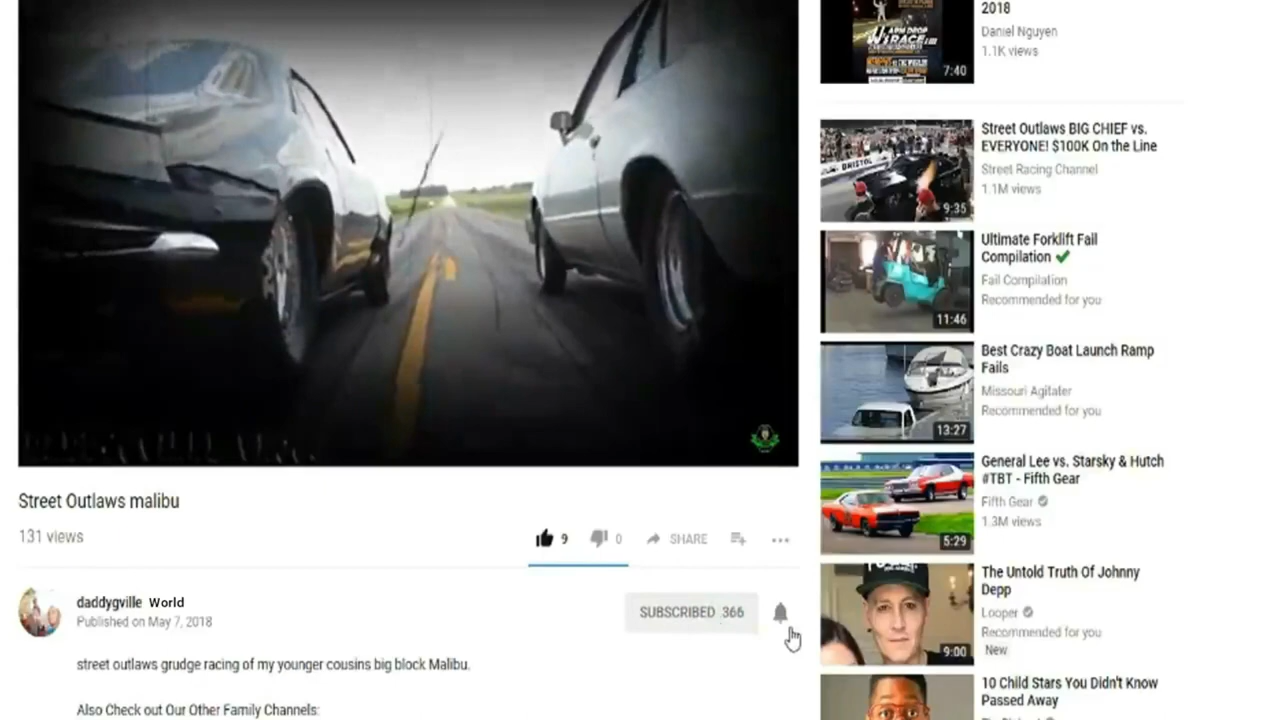 Street Outlaws malibu
131 views
9
0
SHARE
daddygville World
Published on May 7, 2018
SUBSCRIBED 366
street outlaws grudge racing of my younger cousins big block Malibu.
Also Check out Our Other Family Channels:
2018
Daniel Nguyen
1.1K views
ARM DROP
RACE
7:40
Street Outlaws BIG CHIEF vs.
EVERYONE! $100K On the Line
Street Racing Channel
1.1M views
BRISTOL
9:35
Ultimate Forklift Fail
Compilation ✔
Fail Compilation
Recommended for you
11:46
Best Crazy Boat Launch Ramp
Fails
Missouri Agitater
Recommended for you
13:27
General Lee vs. Starsky & Hutch
#TBT - Fifth Gear
Fifth Gear
1.3M views
5:29
The Untold Truth Of Johnny
Depp
Looper
Recommended for you
New
9:00
10 Child Stars You Didn't Know
Passed Away